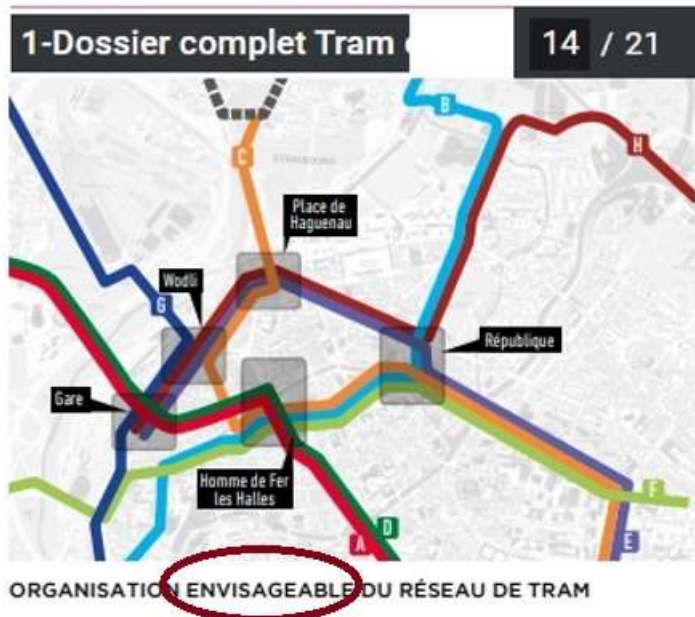 1-Dossier complet Tram
14 / 21
B
H
C
STRASBOURG
Place de
Haguenau
Wodli
G
République
Gare
Homme de Fer
les Halles
F
D
A
E
ORGANISATION ENVISAGEABLE DU RÉSEAU DE TRAM